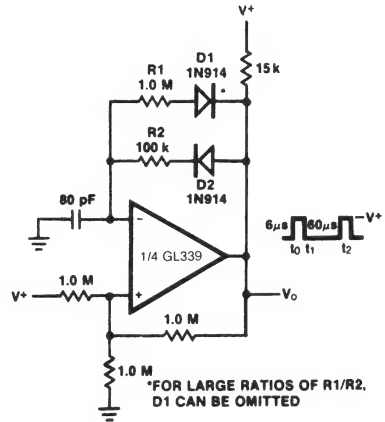 V+
15k
R1
1.0 M
D1
1N914
*
R2
100 k
D2
1N914
80 pF
-
1/4 GL339
+
6μs
60μs
V+
t0
t1
t2
V+
1.0 M
1.0 M
VO
1.0 M
*FOR LARGE RATIOS OF R1/R2,
D1 CAN BE OMITTED